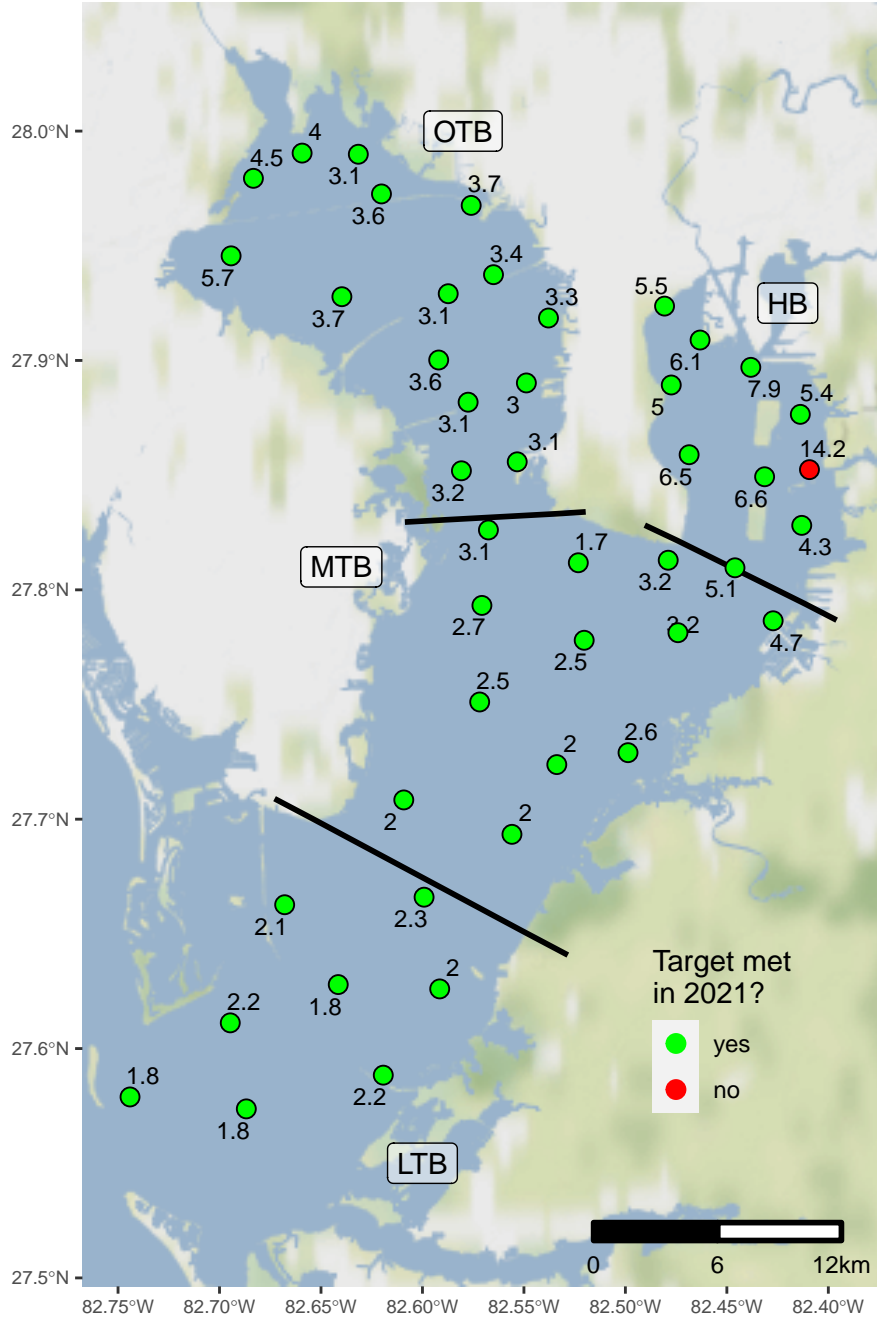 28.0°N
27.9°N
27.8°N
27.7°N
27.6°N
27.5°N
4
OTB
4.5
3.1
3.7
3.6
3.4
5.7
3.1
3.3
5.5
HB
3.7
6.1
3.6
7.9
5.4
3
5
3.1
14.2
3.1
3.2
6.5
6.6
4.3
3.1
1.7
MTB
3.2
5.1
2.7
2.2
4.7
2.5
2.5
2
2.6
2
2
2.3
2.1
2
1.8
2.2
1.8
2.2
1.8
LTB
Target met
in 2021?
yes
no
0
6
12km
82.75°W
82.70°W
82.65°W
82.60°W
82.55°W
82.50°W
82.45°W
82.40°W